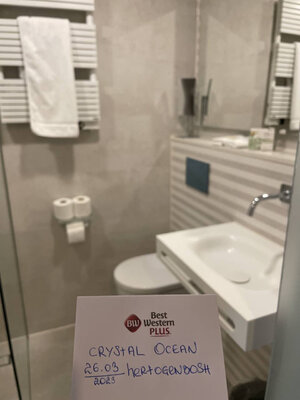 BW
Best
Western
PLUS.
CRYSTAL OCEAN
26.03 HERTOGENBOSH
2023